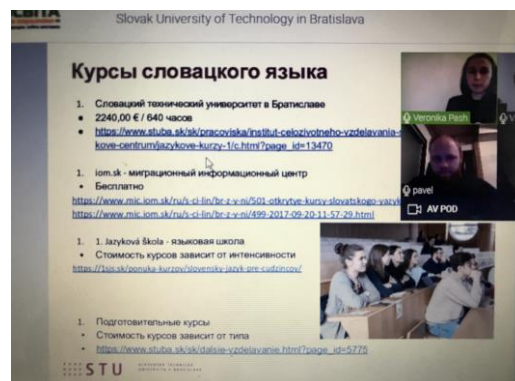 Slovak University of Technology in Bratislava
Курсы словацкого языка
1. Словацкий технический университет в Братиславе
• 2240,00 € / 640 часов
• https://www.stuba.sk/sk/pracoviska/institut-celozivotneho-vzdelavania-
kove-centrum/jazykove-kurzy-1/c.html?page_id=13470
1. iom.sk - миграционный информационный центр
• Бесплатно
https://www.mic.iom.sk/ru/s-ci-lin/br-z-v-ni/501-otkrytye-kursy-slovatskogo-yazyk
https://www.mic.iom.sk/ru/s-ci-lin/br-z-v-ni/499-2017-09-20-11-57-29.html
1. 1. Jazyková škola - языковая школа
• Стоимость курсов зависит от интенсивности
https://1sjs.sk/ponuka-kurzov/slovensky-jazyk-pre-cudzincov/
1. Подготовительные курсы
• Стоимость курсов зависит от типа
• https://www.stuba.sk/sk/dalsie-vzdelavanie.html?page_id=5775
STU
Veronika Pesh
pavel
AV POD